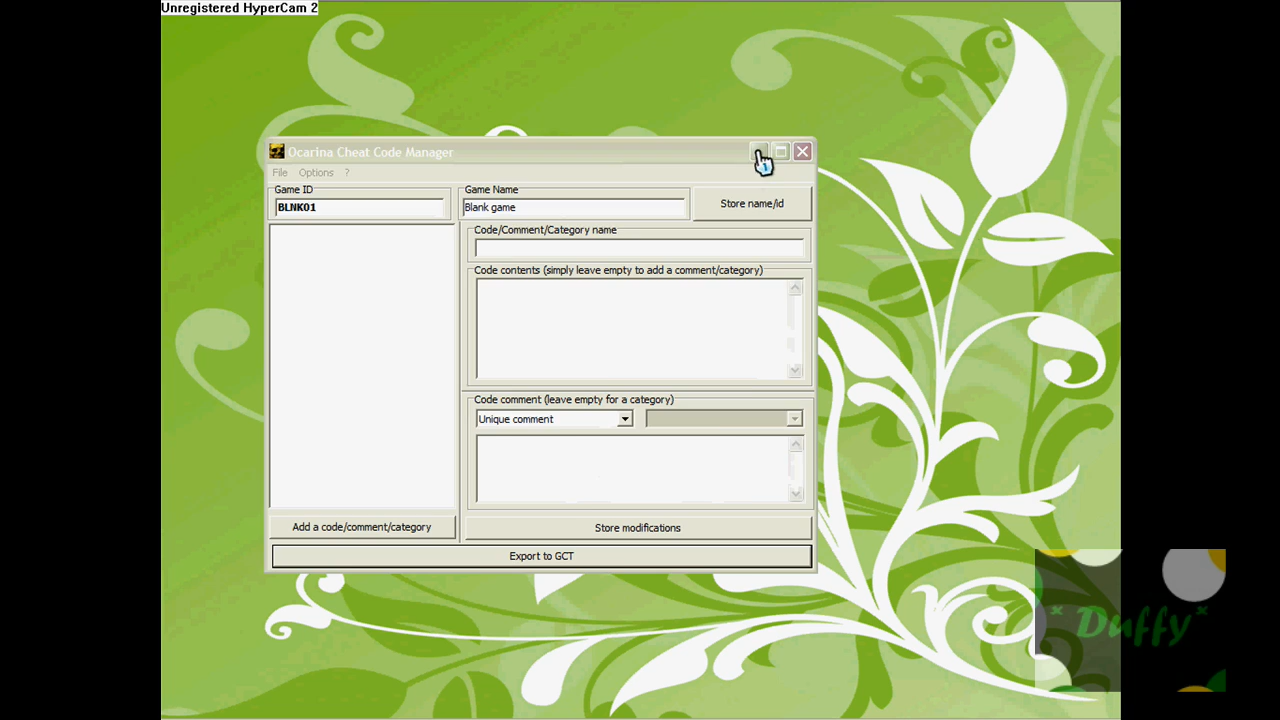 Unregistered HyperCam 2
Ocarina Cheat Code Manager
File Options ?
Game ID
BLNK01
Game Name
Blank game
Store name/id
Code/Comment/Category name
Code contents (simply leave empty to add a comment/category)
Code comment (leave empty for a category)
Unique comment
Add a code/comment/category
Store modifications
Export to GCT
* Duffy *